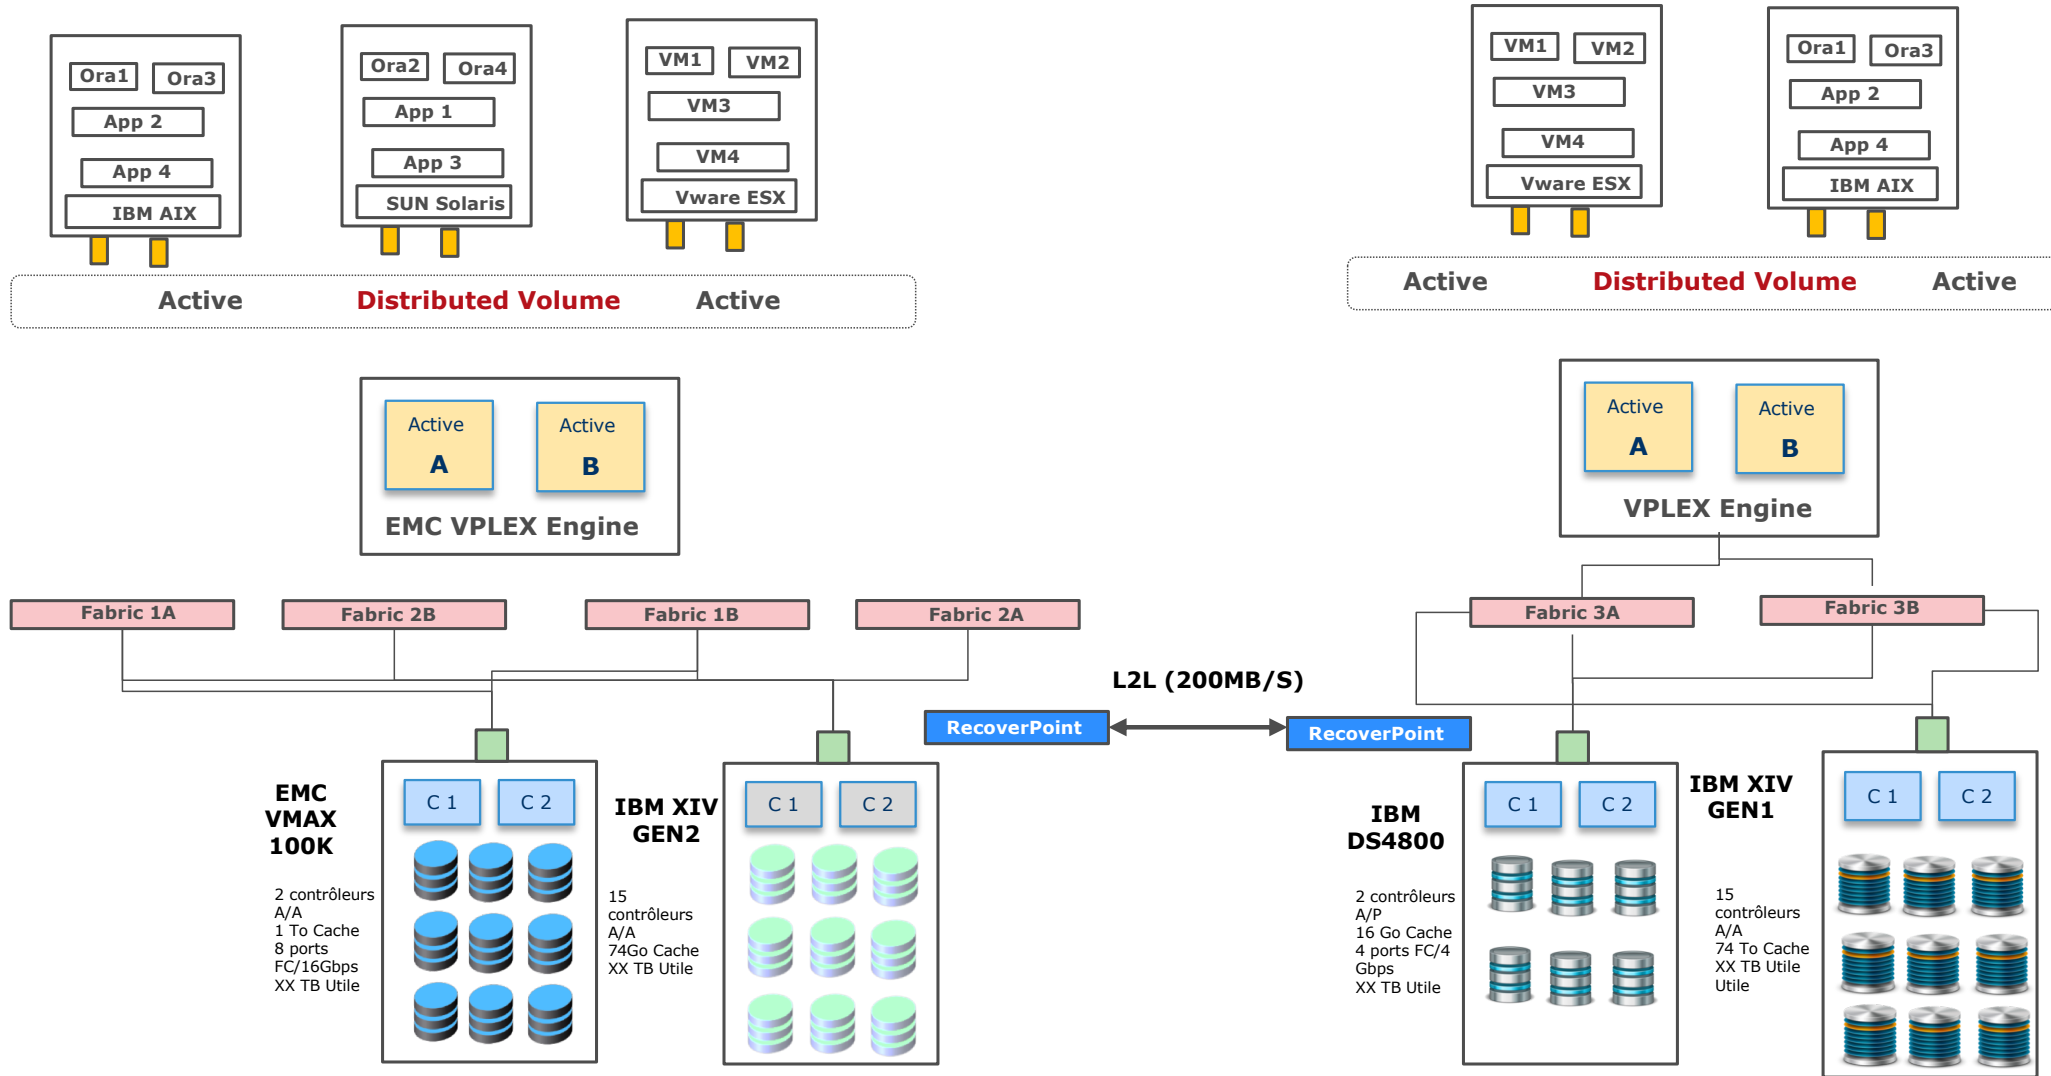 Ora1
Ora3
App 2
App 4
IBM AIX
Ora2
Ora4
App 1
App 3
SUN Solaris
VM1
VM2
VM3
VM4
Vware ESX
VM1
VM2
VM3
VM4
Vware ESX
Ora1
Ora3
App 2
App 4
IBM AIX
Active
Distributed Volume
Active
Active
Distributed Volume
Active
Active
A
Active
B
EMC VPLEX Engine
Active
A
Active
B
VPLEX Engine
Fabric 1A
Fabric 2B
Fabric 1B
Fabric 2A
Fabric 3A
Fabric 3B
L2L (200MB/S)
RecoverPoint
RecoverPoint
EMC
VMAX
100K
2 contrôleurs
A/A
1 To Cache
8 ports
FC/16Gbps
XX TB Utile
C 1
C 2
IBM XIV
GEN2
15
contrôleurs
A/A
74Go Cache
XX TB Utile
C 1
C 2
IBM
DS4800
2 contrôleurs
A/P
16 Go Cache
4 ports FC/4
Gbps
XX TB Utile
C 1
C 2
IBM XIV
GEN1
15
contrôleurs
A/A
74 To Cache
XX TB Utile
Utile
C 1
C 2